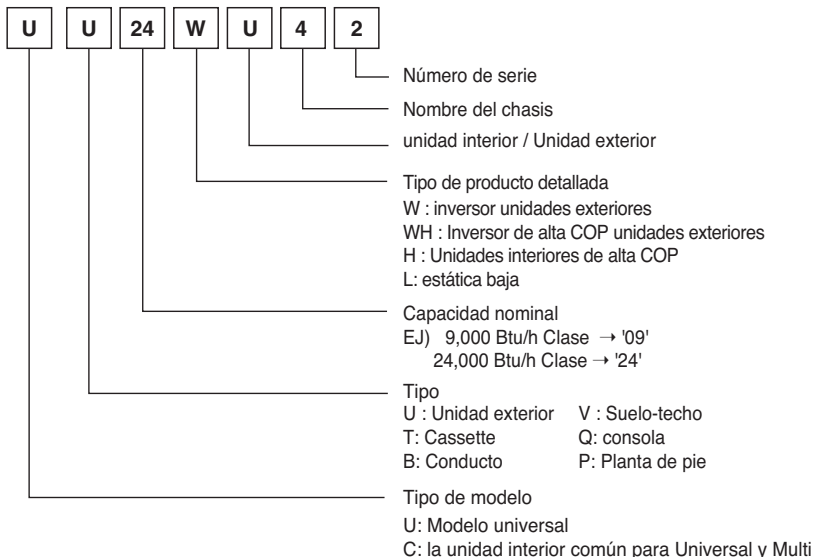 U U 24 W U 4 2
Número de serie
Nombre del chasis
unidad interior / Unidad exterior
Tipo de producto detallada
W : inversor unidades exteriores
WH : Inversor de alta COP unidades exteriores
H : Unidades interiores de alta COP
L: estática baja
Capacidad nominal
EJ) 9,000 Btu/h Clase → '09'
24,000 Btu/h Clase → '24'
Tipo
U : Unidad exterior V : Suelo-techo
T: Cassette Q: consola
B: Conducto P: Planta de pie
Tipo de modelo
U: Modelo universal
C: la unidad interior común para Universal y Multi